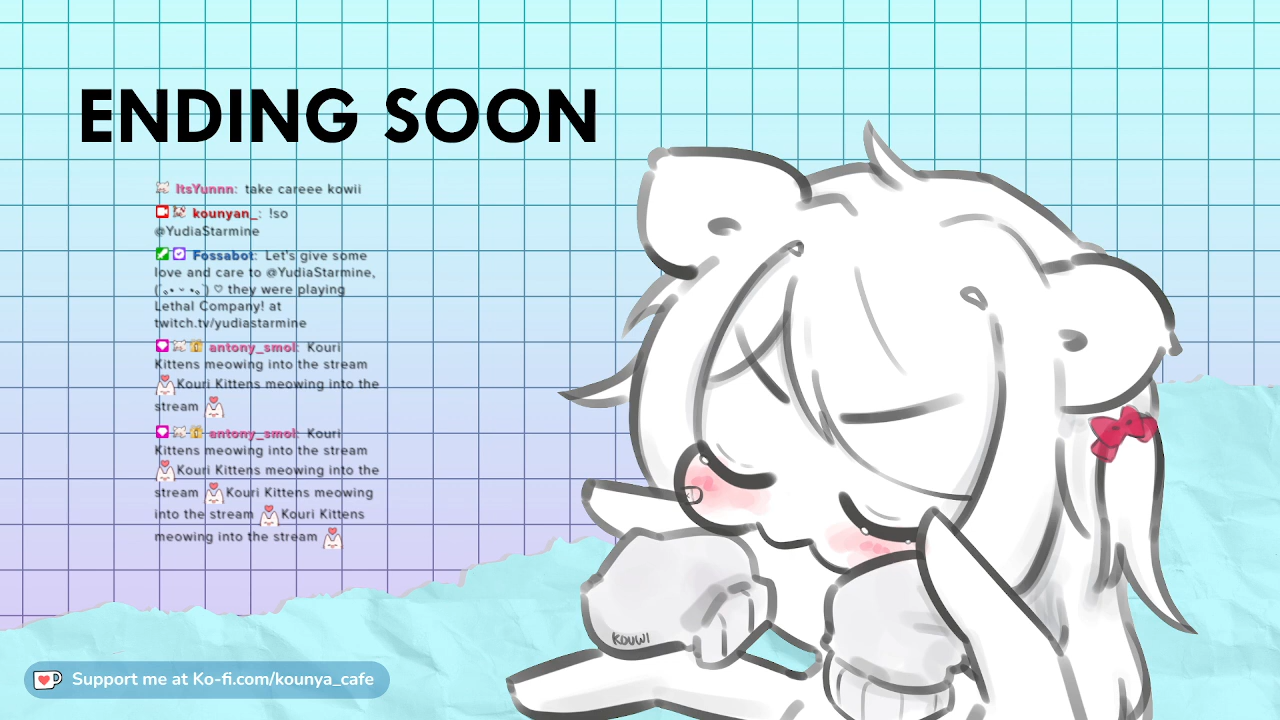 ENDING SOON
ItsYunnn: take careee kowii
kounyan_: !so
@YudiaStarmine
Fossabot: Let's give some
love and care to @YudiaStarmine,
(´｡• ᵕ •｡`) ♡ they were playing
Lethal Company! at
twitch.tv/yudiastarmine
antony_smol: Kouri
Kittens meowing into the stream
Kouri Kittens meowing into the
stream
antony_smol: Kouri
Kittens meowing into the stream
Kouri Kittens meowing into the
stream Kouri Kittens meowing
into the stream Kouri Kittens
meowing into the stream
KOUWI
Support me at Ko-fi.com/kounya_cafe